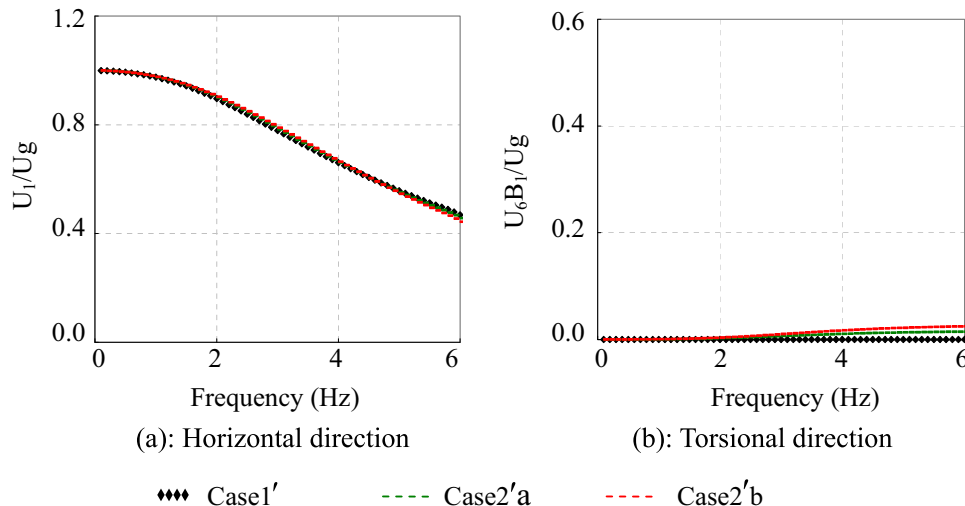 1.2
0.8
0.4
0.0
U₁/Ug
0 2 4 6
Frequency (Hz)
(a): Horizontal direction
0.6
0.4
0.2
0.0
U₆B₁/Ug
0 2 4 6
Frequency (Hz)
(b): Torsional direction
Case1′ Case2′a Case2′b